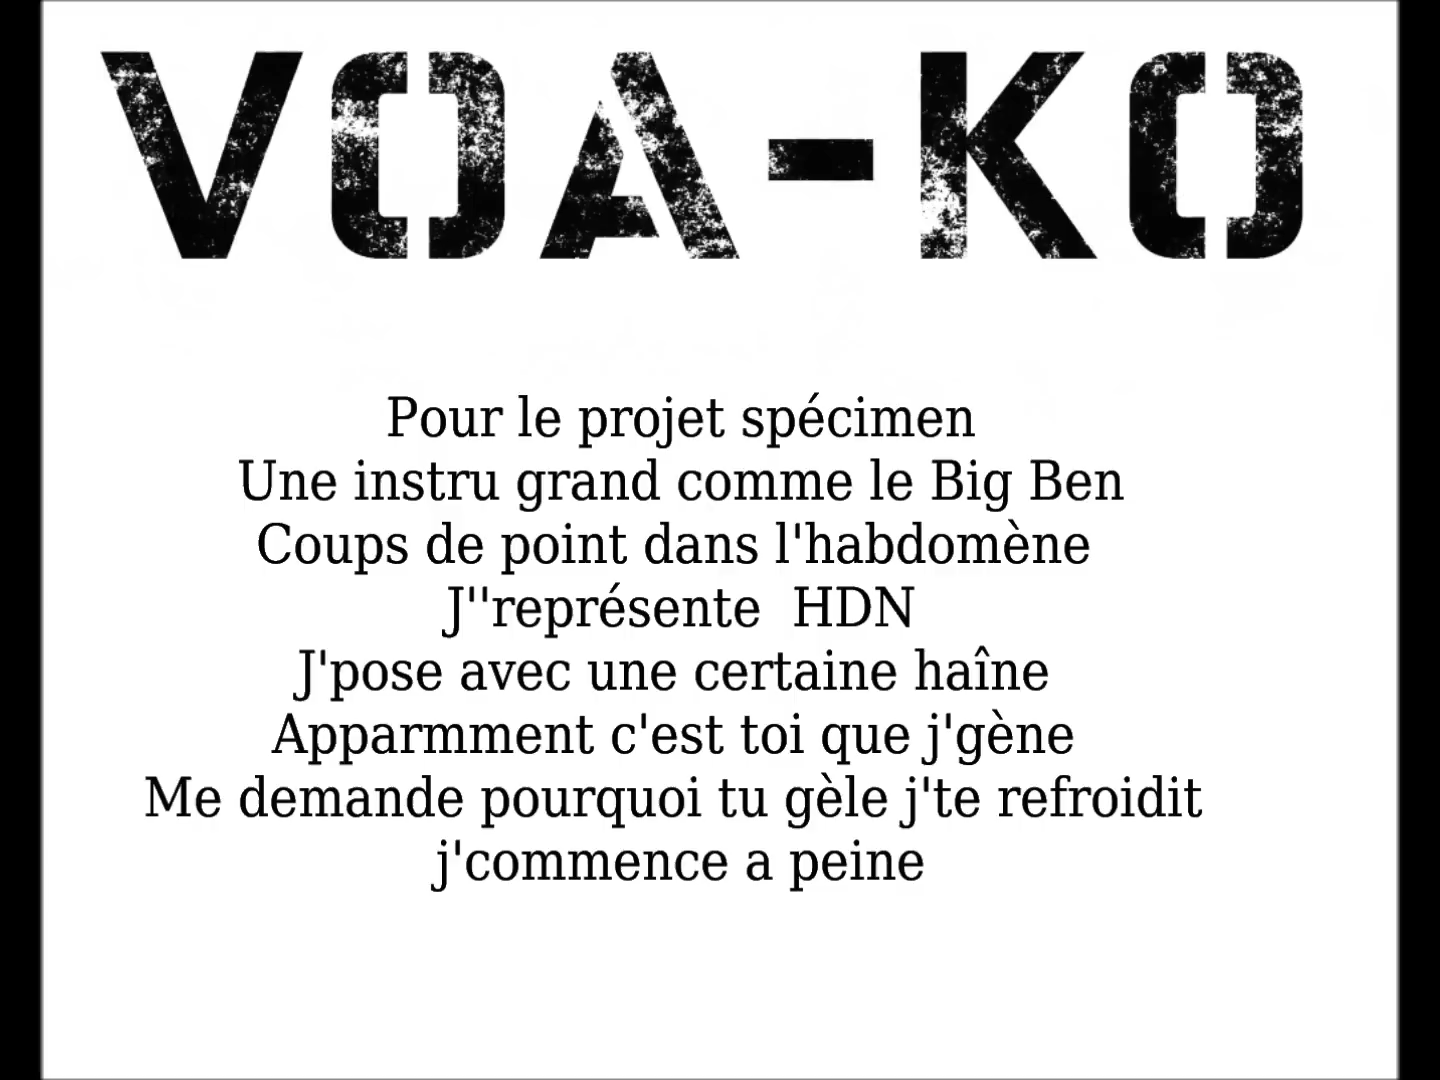 VOA-KO
Pour le projet spécimen
Une instru grand comme le Big Ben
Coups de point dans l'habdomène
J''représente  HDN
J'pose avec une certaine haîne
Apparmment c'est toi que j'gène
Me demande pourquoi tu gèle j'te refroidit
j'commence a peine